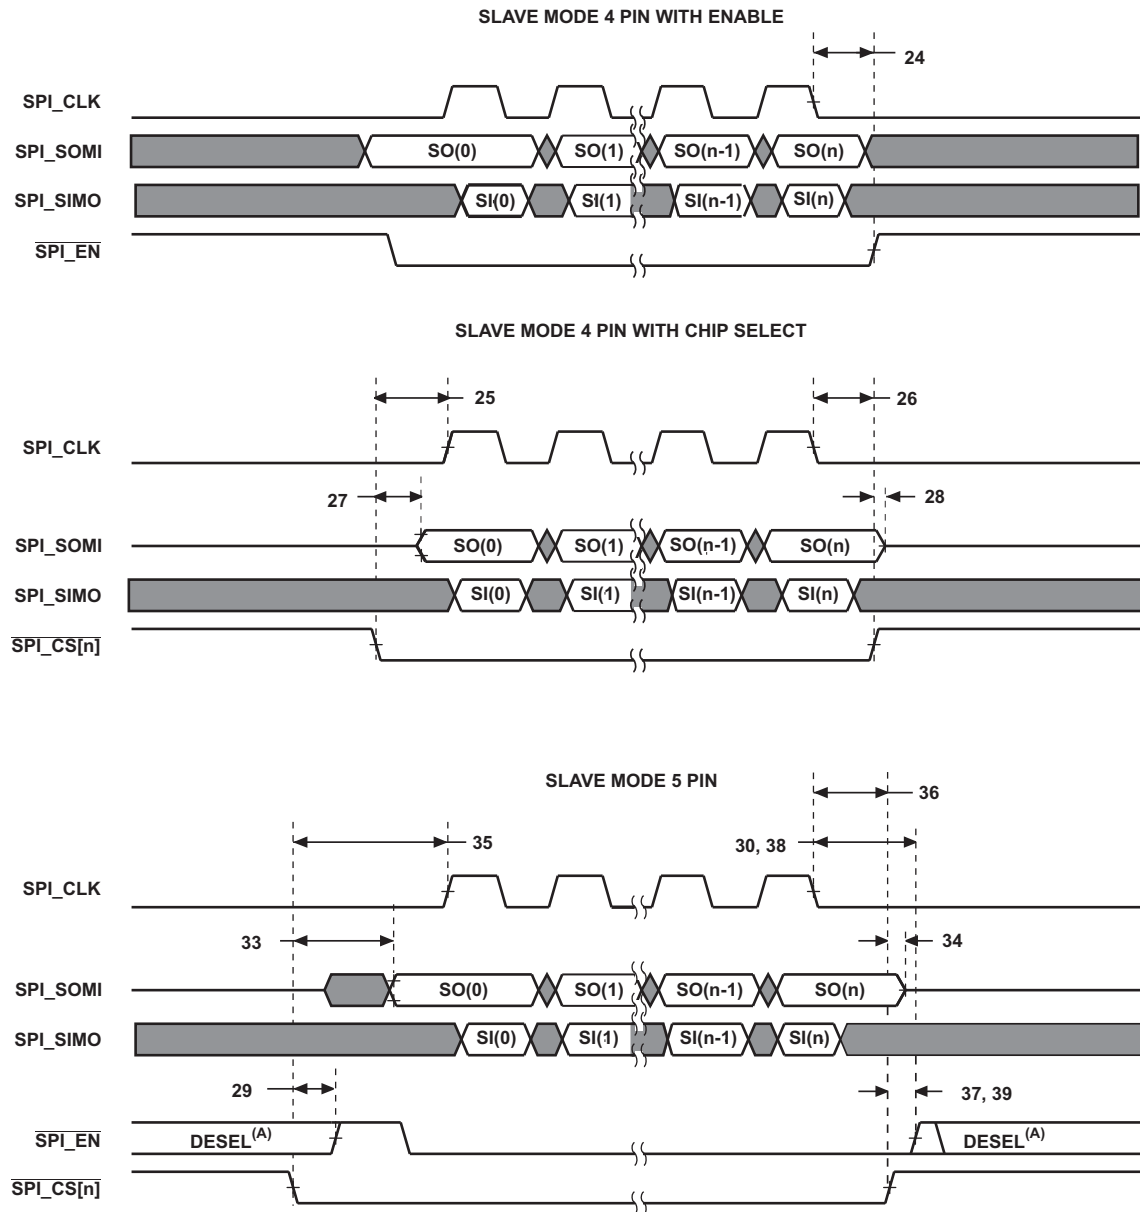 SLAVE MODE 4 PIN WITH ENABLE
24
SPI_CLK
SPI_SOMI SO(0) SO(1) SO(n-1) SO(n)
SPI_SIMO SI(0) SI(1) SI(n-1) SI(n)
SPI_EN
SLAVE MODE 4 PIN WITH CHIP SELECT
25 26
SPI_CLK
27 28
SPI_SOMI SO(0) SO(1) SO(n-1) SO(n)
SPI_SIMO SI(0) SI(1) SI(n-1) SI(n)
SPI_CS[n]
SLAVE MODE 5 PIN
36
35 30, 38
SPI_CLK
33 34
SPI_SOMI SO(0) SO(1) SO(n-1) SO(n)
SPI_SIMO SI(0) SI(1) SI(n-1) SI(n)
29 37, 39
SPI_EN DESEL(A) DESEL(A)
SPI_CS[n]